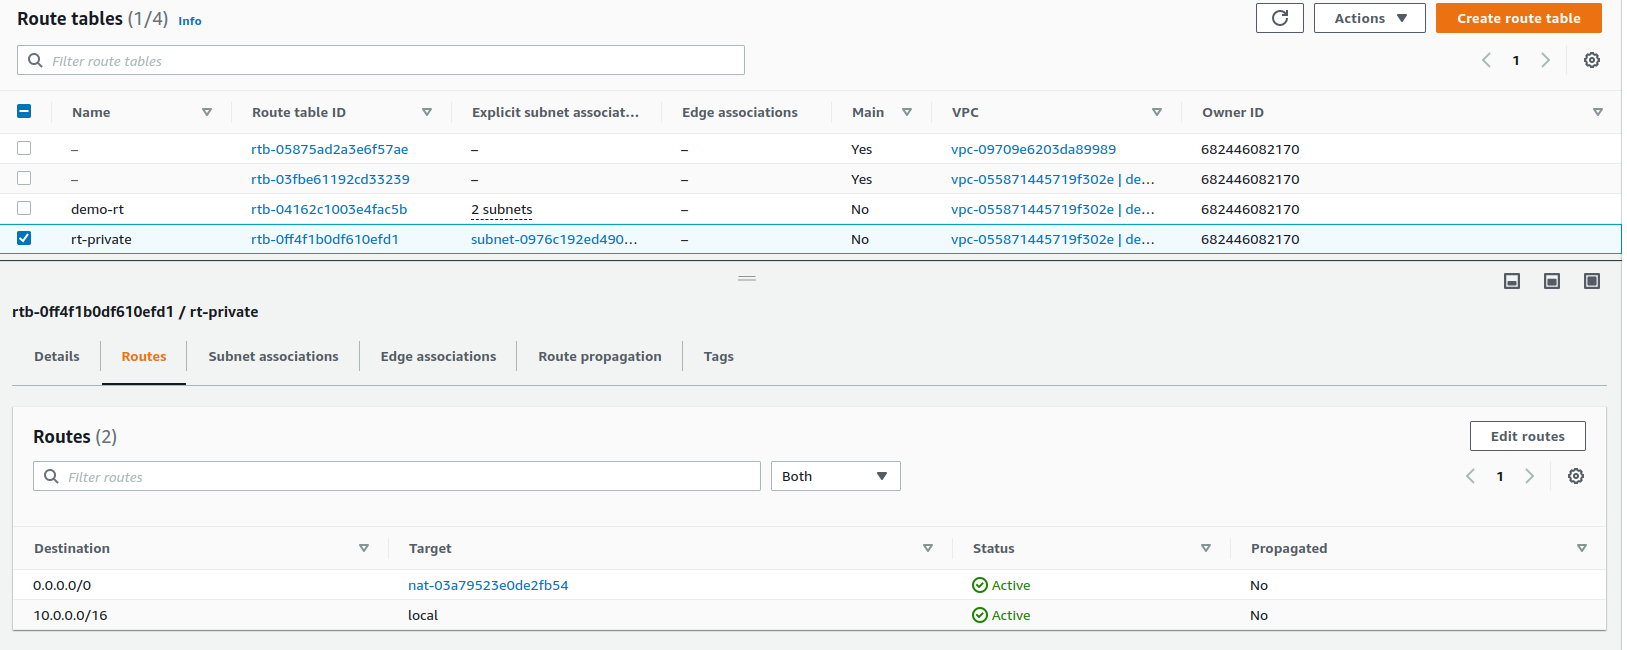 Route tables (1/4) Info
Actions
Create route table
Filter route tables
1
Name Route table ID Explicit subnet associat... Edge associations Main VPC Owner ID
– rtb-05875ad2a3e6f57ae – – Yes vpc-09709e6203da89989 682446082170
– rtb-03fbe61192cd33239 – – Yes vpc-055871445719f302e | de... 682446082170
demo-rt rtb-04162c1003e4fac5b 2 subnets – No vpc-055871445719f302e | de... 682446082170
rt-private rtb-0ff4f1b0df610efd1 subnet-0976c192ed490... – No vpc-055871445719f302e | de... 682446082170
rtb-0ff4f1b0df610efd1 / rt-private
Details Routes Subnet associations Edge associations Route propagation Tags
Routes (2)
Edit routes
Filter routes
Both
1
Destination Target Status Propagated
0.0.0.0/0 nat-03a79523e0de2fb54 Active No
10.0.0.0/16 local Active No